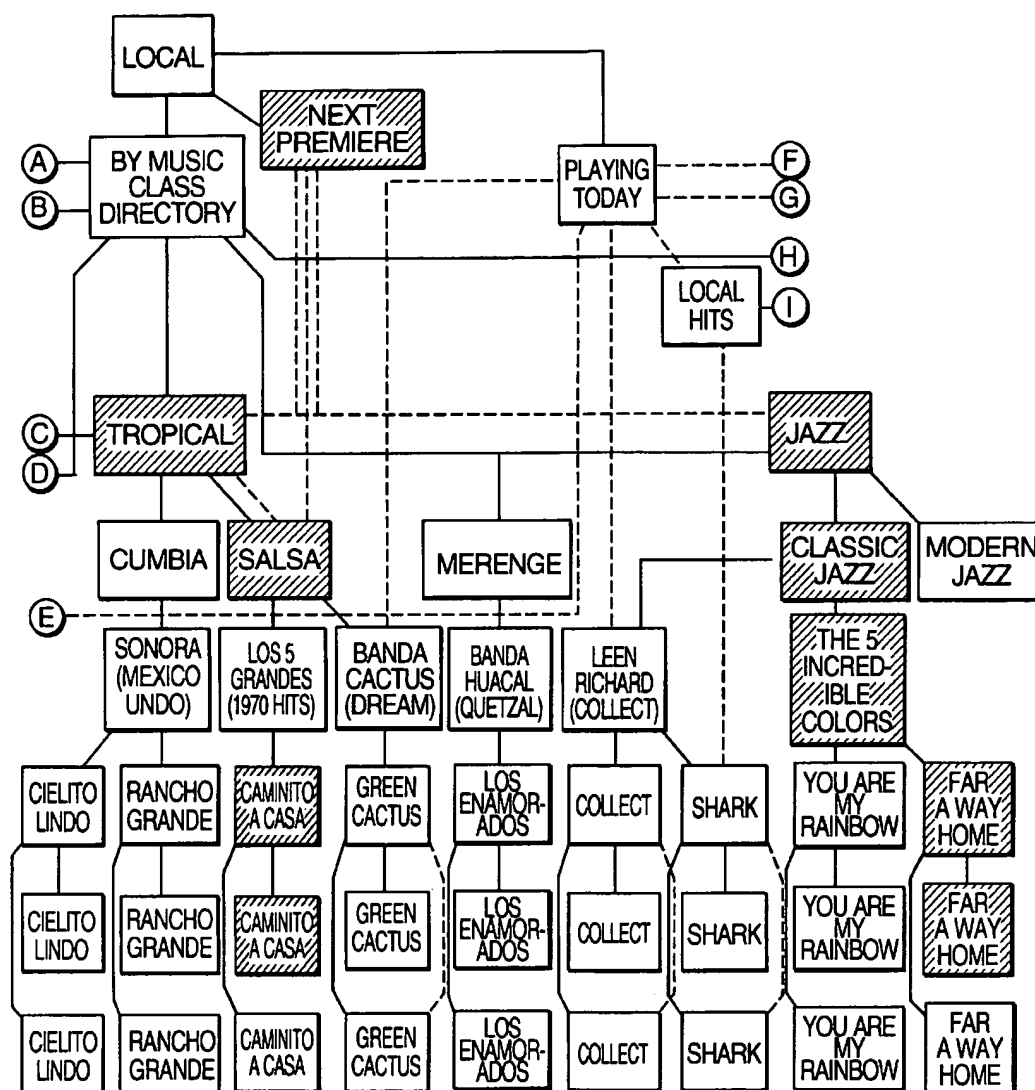 LOCAL
NEXT
PREMIERE
A
B
BY MUSIC
CLASS
DIRECTORY
PLAYING
TODAY
F
G
H
LOCAL
HITS
I
C
D
TROPICAL
JAZZ
CUMBIA
SALSA
MERENGE
CLASSIC
JAZZ
MODERN
JAZZ
E
SONORA
(MEXICO
UNDO)
LOS 5
GRANDES
(1970 HITS)
BANDA
CACTUS
(DREAM)
BANDA
HUACAL
(QUETZAL)
LEEN
RICHARD
(COLLECT)
THE 5
INCRED-
IBLE
COLORS
CIELITO
LINDO
RANCHO
GRANDE
CAMINITO
A CASA
GREEN
CACTUS
LOS
ENAMOR-
ADOS
COLLECT
SHARK
YOU ARE
MY
RAINBOW
FAR
A WAY
HOME
CIELITO
LINDO
RANCHO
GRANDE
CAMINITO
A CASA
GREEN
CACTUS
LOS
ENAMOR-
ADOS
COLLECT
SHARK
YOU ARE
MY
RAINBOW
FAR
A WAY
HOME
CIELITO
LINDO
RANCHO
GRANDE
CAMINITO
A CASA
GREEN
CACTUS
LOS
ENAMOR-
ADOS
COLLECT
SHARK
YOU ARE
MY
RAINBOW
FAR
A WAY
HOME